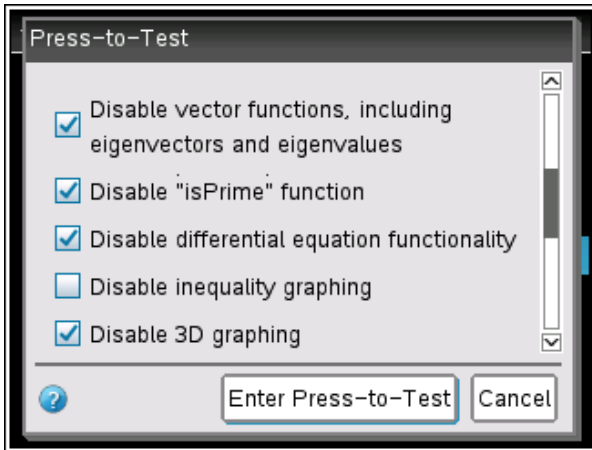 Press-to-Test
Disable vector functions, including
eigenvectors and eigenvalues
Disable "isPrime" function
Disable differential equation functionality
Disable inequality graphing
Disable 3D graphing
?
Enter Press-to-Test
Cancel